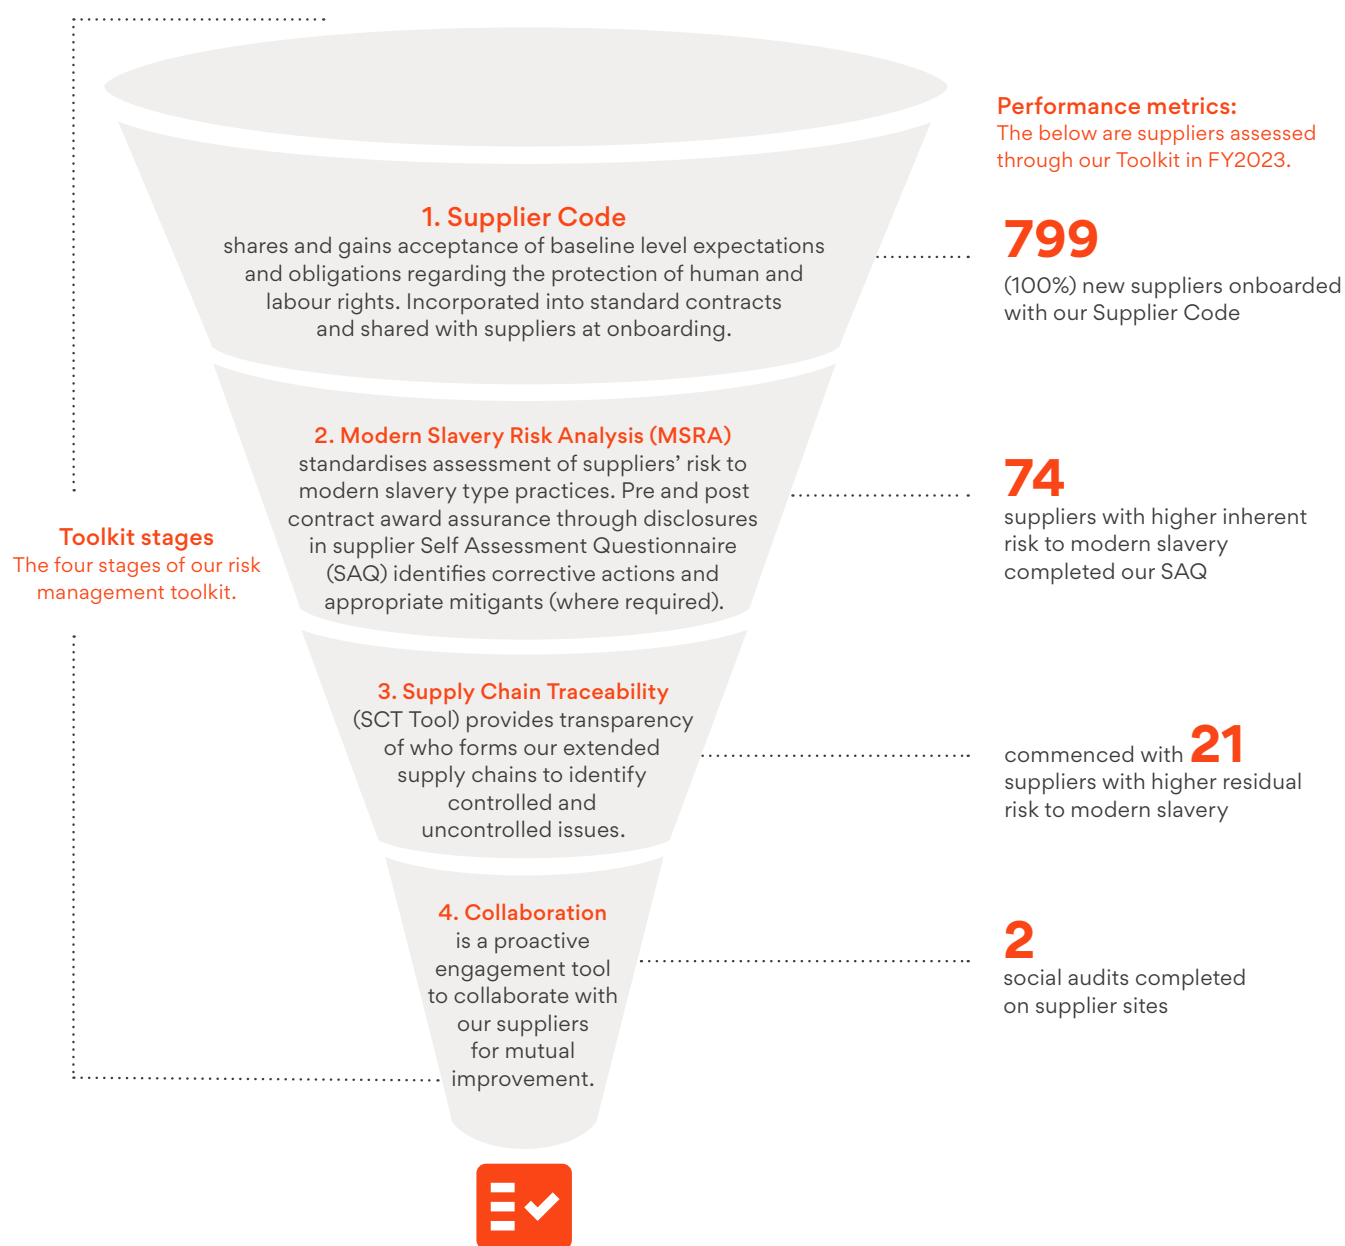 Performance metrics:
The below are suppliers assessed
through our Toolkit in FY2023.
1. Supplier Code
shares and gains acceptance of baseline level expectations
and obligations regarding the protection of human and
labour rights. Incorporated into standard contracts
and shared with suppliers at onboarding.
799
(100%) new suppliers onboarded
with our Supplier Code
2. Modern Slavery Risk Analysis (MSRA)
standardises assessment of suppliers’ risk to
modern slavery type practices. Pre and post
contract award assurance through disclosures
in supplier Self Assessment Questionnaire
(SAQ) identifies corrective actions and
appropriate mitigants (where required).
74
suppliers with higher inherent
risk to modern slavery
completed our SAQ
Toolkit stages
The four stages of our risk
management toolkit.
3. Supply Chain Traceability
(SCT Tool) provides transparency
of who forms our extended
supply chains to identify
controlled and
uncontrolled issues.
commenced with 21
suppliers with higher residual
risk to modern slavery
4. Collaboration
is a proactive
engagement tool
to collaborate with
our suppliers
for mutual
improvement.
2
social audits completed
on supplier sites